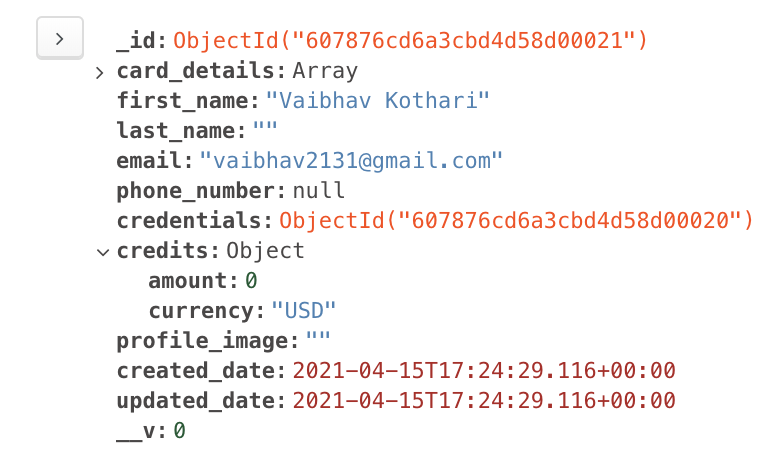 _id: ObjectId("607876cd6a3cbd4d58d00021")
card_details: Array
first_name: "Vaibhav Kothari"
last_name: ""
email: "vaibhav2131@gmail.com"
phone_number: null
credentials: ObjectId("607876cd6a3cbd4d58d00020")
credits: Object
amount: 0
currency: "USD"
profile_image: ""
created_date: 2021-04-15T17:24:29.116+00:00
updated_date: 2021-04-15T17:24:29.116+00:00
__v: 0